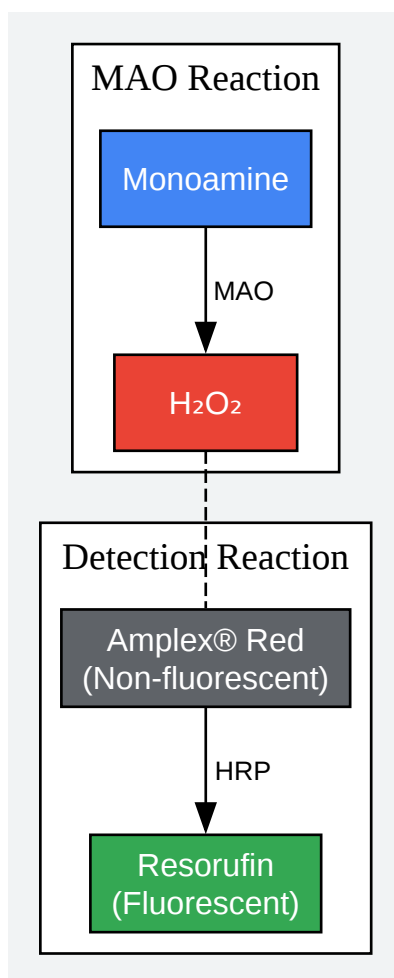 MAO Reaction
Monoamine
MAO
H₂O₂
Detection Reaction
Amplex® Red
(Non-fluorescent)
HRP
Resorufin
(Fluorescent)